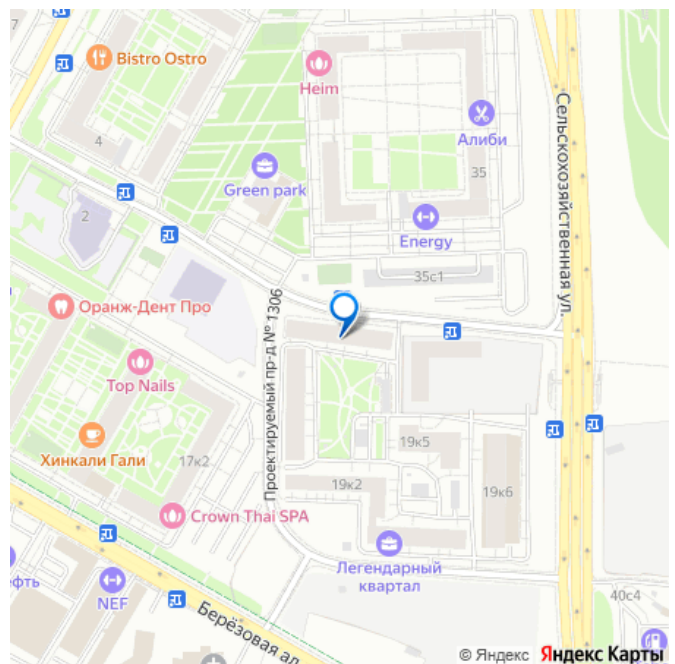 7
Bistro Ostro
Heim
4
Алиби
Сельскохозяйственная ул.
35
Green park
2
Energy
35с1
Проектируемый пр-д № 1306
Оранж-Дент Про
Top Nails
Хинкали Гали
17к2
19к5
19к2
19к6
Crown Thai SPA
Легендарный
квартал
ефть
NEF
Берёзовая ал
40с4
© Яндекс Яндекс Карты